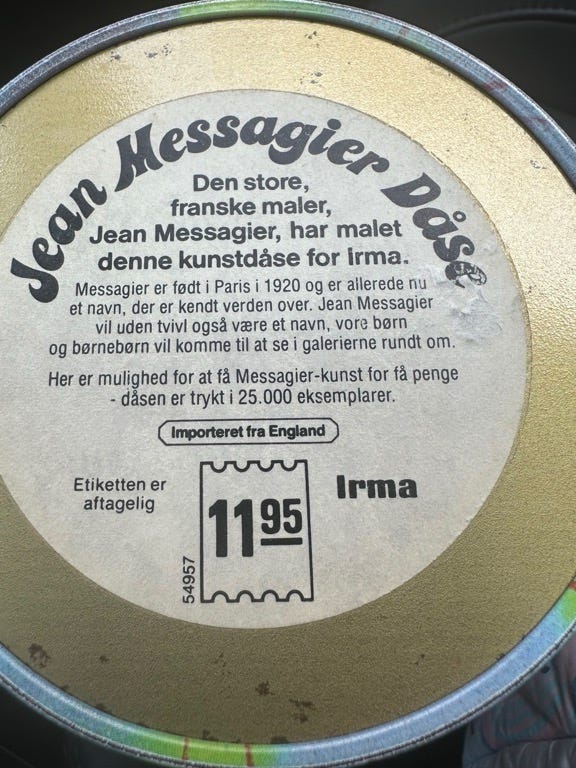 Jean Messagier Dåse
Den store,
franske maler,
Jean Messagier, har malet
denne kunstdåse for Irma.
Messagier er født i Paris i 1920 og er allerede nu
et navn, der er kendt verden over. Jean Messagier
vil uden tvivl også være et navn, vore børn
og børnebørn vil komme til at se i galerierne rundt om.
Her er mulighed for at få Messagier-kunst for få penge
- dåsen er trykt i 25.000 eksemplarer.
Importeret fra England
Etiketten er
aftagelig
54957
11 95
Irma